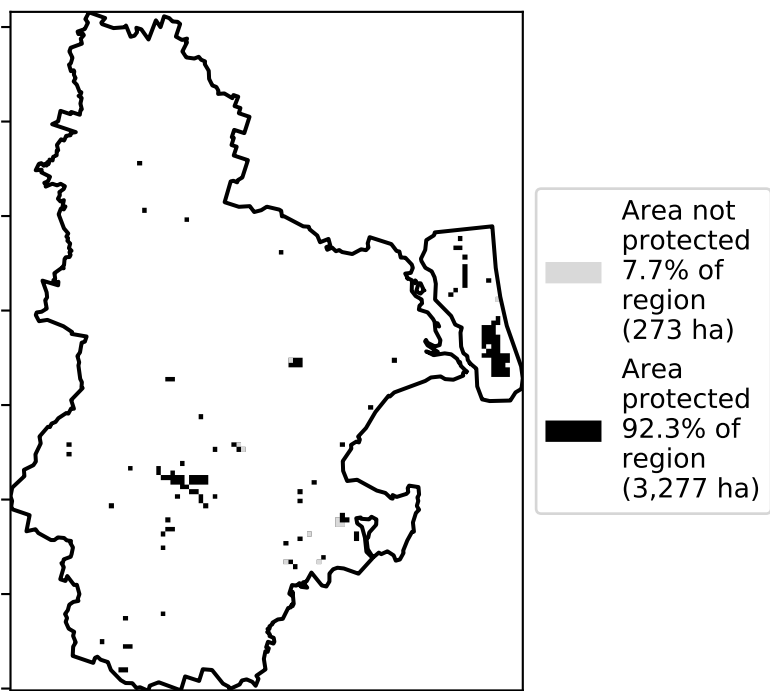 Area not
protected
7.7% of
region
(273 ha)
Area
protected
92.3% of
region
(3,277 ha)